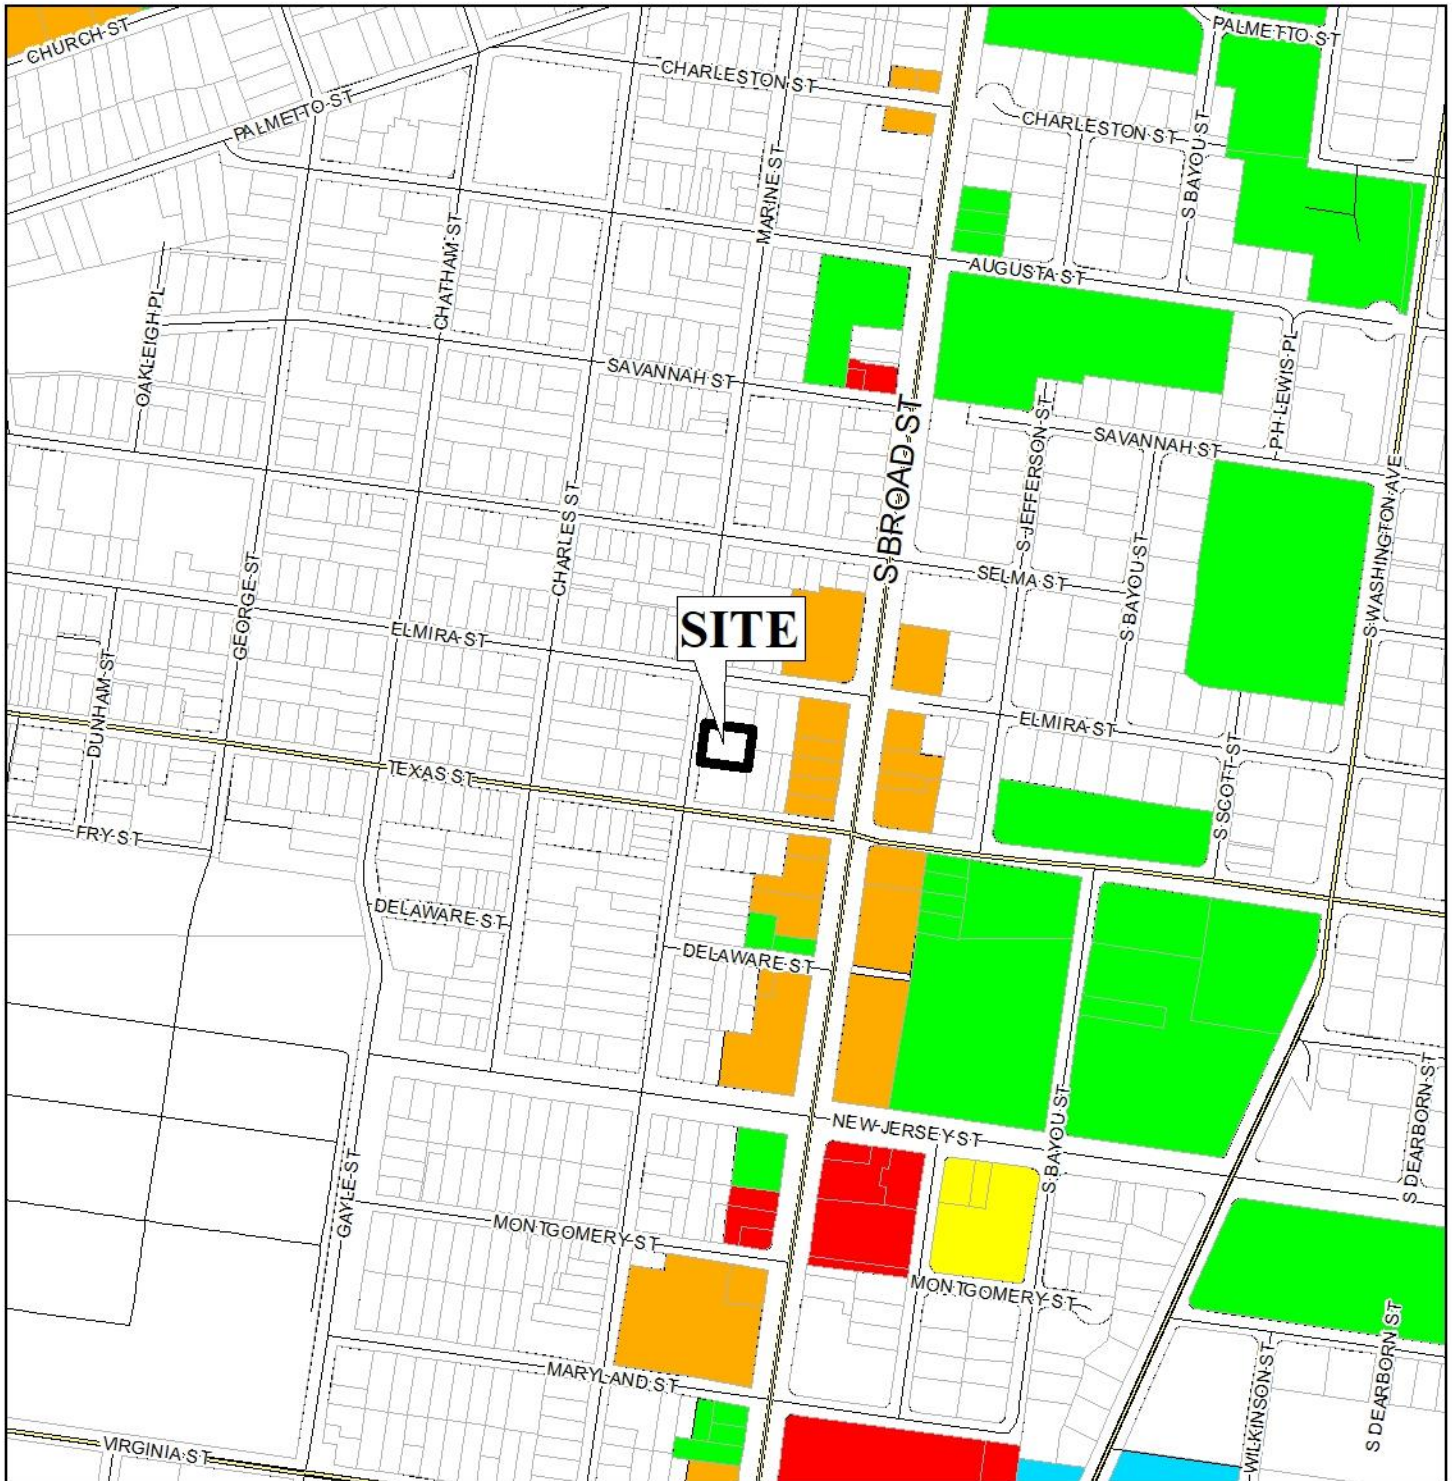 CHURCH ST
PALMETTO ST
CHARLESTON ST
PALMETTO ST
CHARLESTON ST
S BAYOU ST
MARINE ST
CHATHAM ST
OAKLEIGH PL
AUGUSTA ST
P H LEWIS PL
SAVANNAH ST
S BROAD ST
S JEFFERSON ST
SAVANNAH ST
S WASHINGTON AVE
CHARLES ST
GEORGE ST
SELMA ST
S BAYOU ST
ELMIRA ST
SITE
DUNHAM ST
ELMIRA ST
S SCOTT ST
TEXAS ST
FRY ST
DELAWARE ST
DELAWARE ST
NEW JERSEY ST
S BAYOU ST
S DEARBORN ST
GAYLE ST
MONTGOMERY ST
MONTGOMERY ST
MARYLAND ST
WILKINSON ST
S DEARBORN ST
VIRGINIA ST